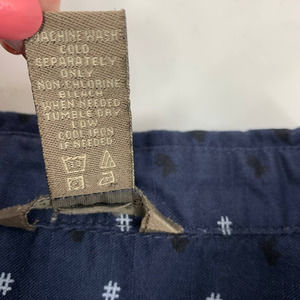 MACHINE WASH
COLD
SEPARATELY
ONLY
NON-CHLORINE
BLEACH
WHEN NEEDED
TUMBLE DRY
LOW
COOL IRON
IF NEEDED
#
#
#
#
#